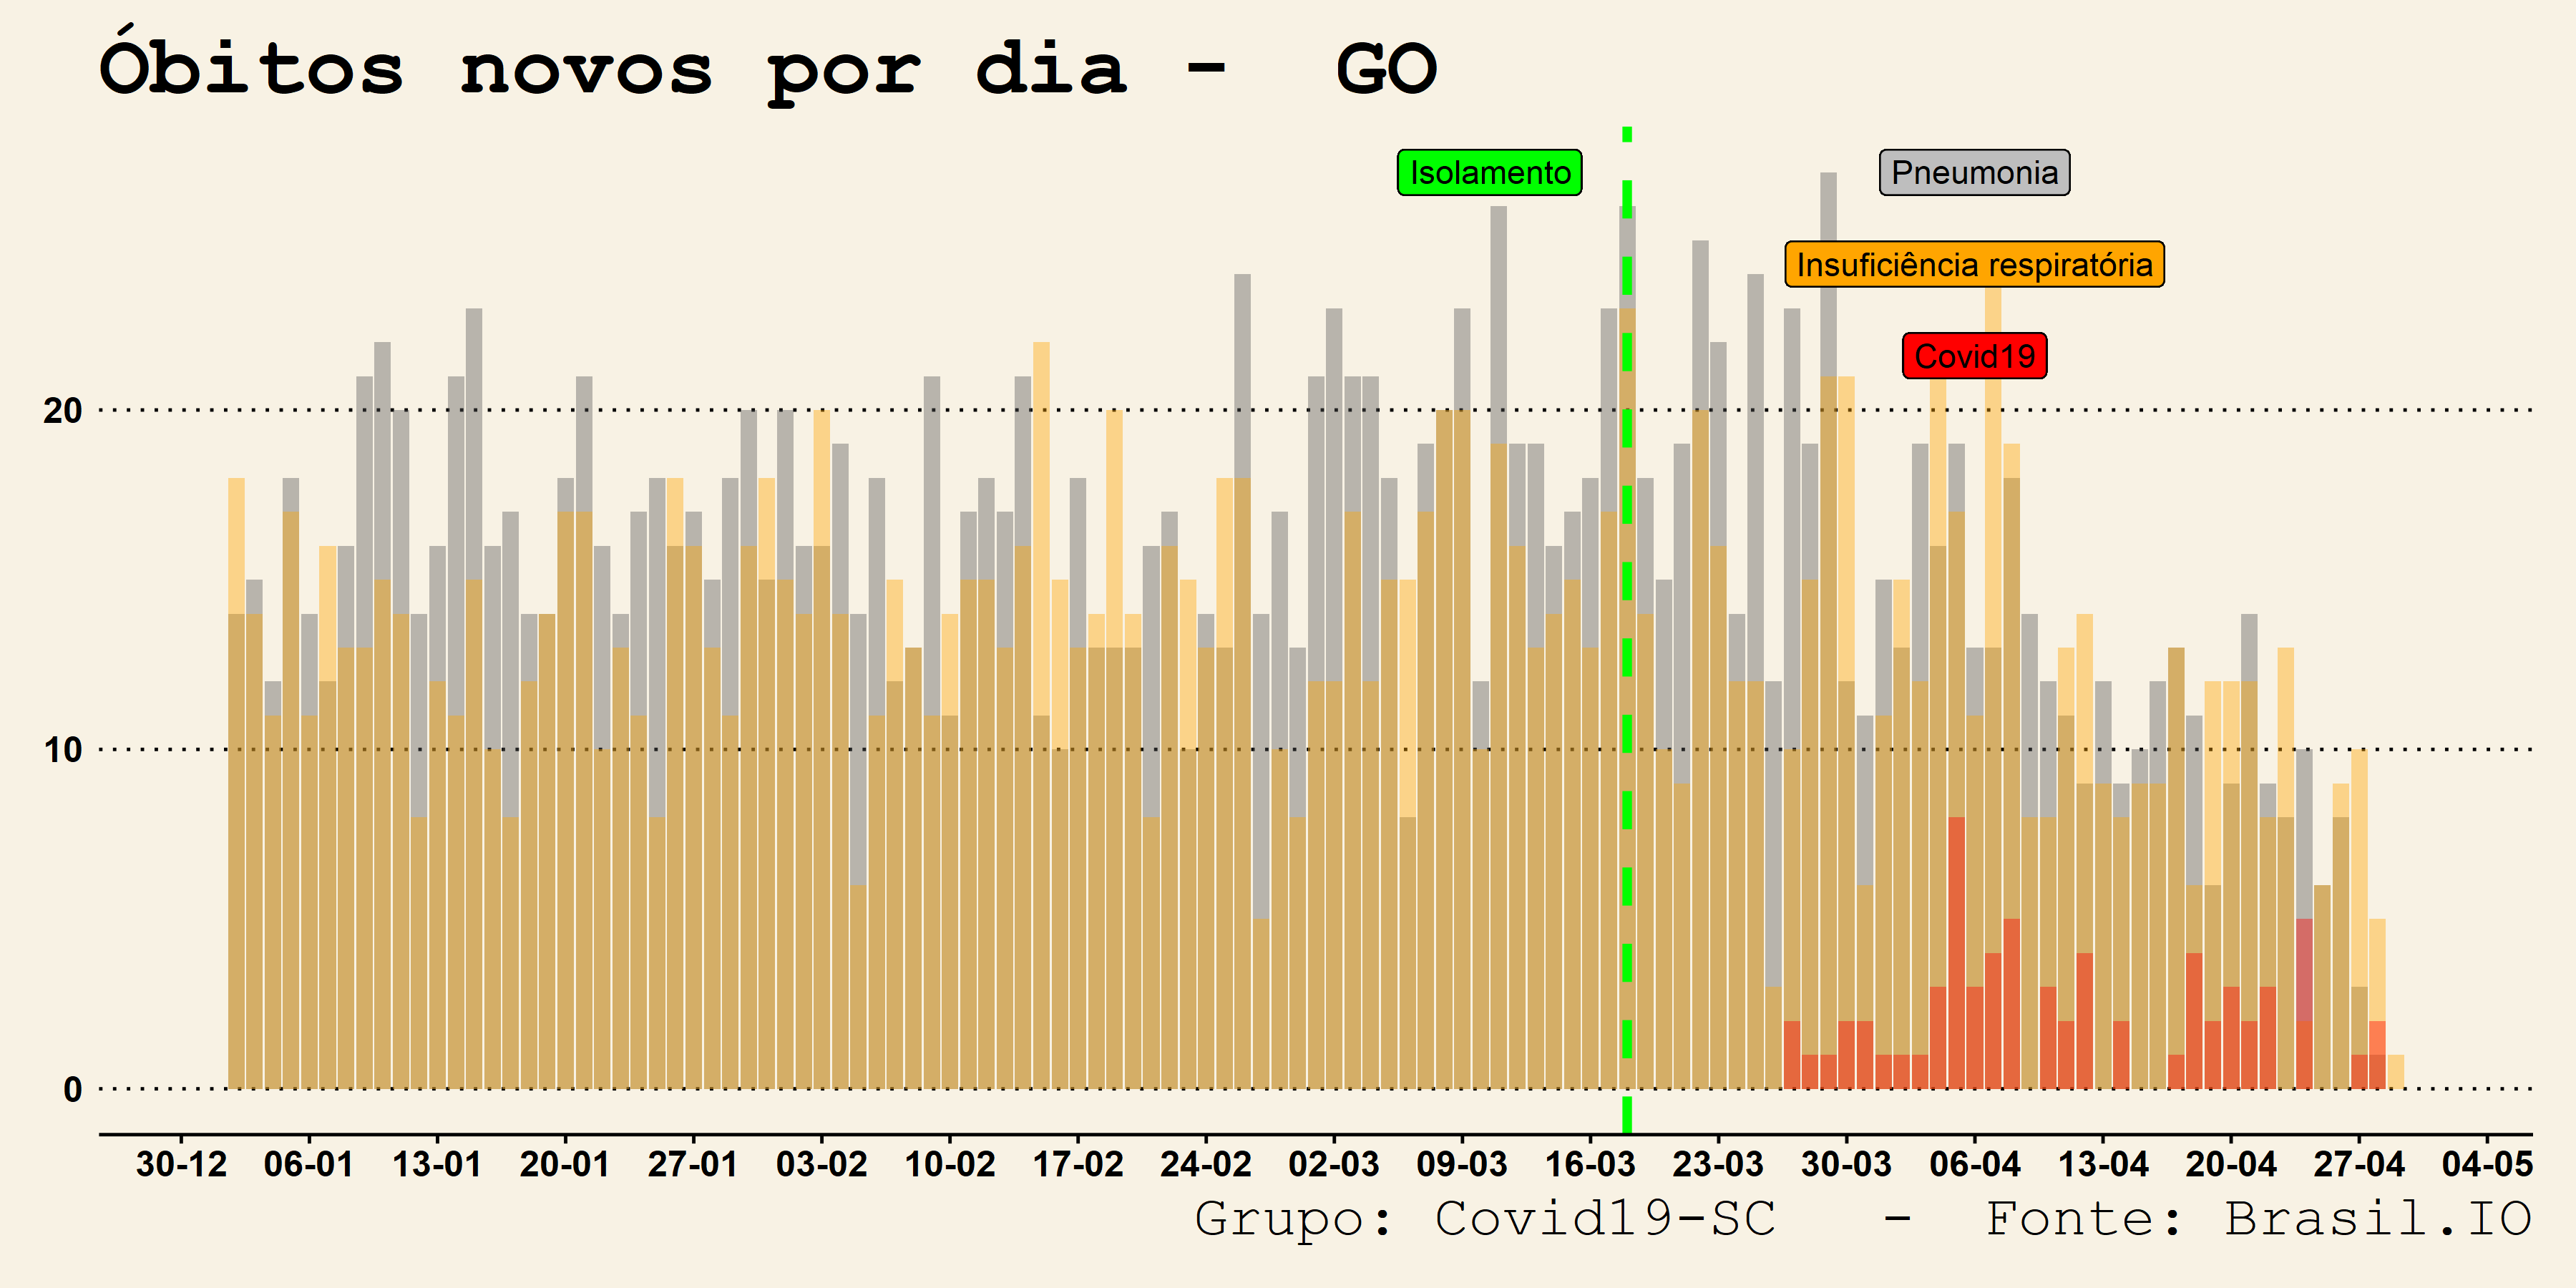 Óbitos novos por dia -  GO
Isolamento
Pneumonia
Insuficiência respiratória
Covid19
20
10
0
30-12 06-01 13-01 20-01 27-01 03-02 10-02 17-02 24-02 02-03 09-03 16-03 23-03 30-03 06-04 13-04 20-04 27-04 04-05
Grupo: Covid19-SC  -  Fonte: Brasil.IO